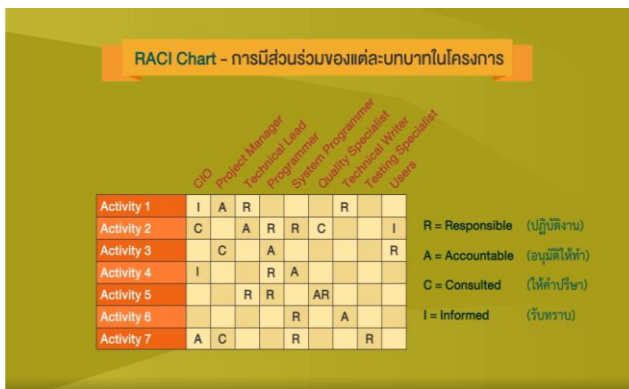 RACI Chart - การมีส่วนร่วมของแต่ละบทบาทในโครงการ
CIO
Project Manager
Technical Lead
Programmer
System Programmer
Quality Specialist
Technical Writer
Testing Specialist
Users
Activity 1 I A R R
Activity 2 C A R R C I
Activity 3 C A R
Activity 4 I R A
Activity 5 R R AR
Activity 6 R A
Activity 7 A C R R
R = Responsible (ปฏิบัติงาน)
A = Accountable (อนุมัติให้ทำ)
C = Consulted (ให้คำปรึษา)
I = Informed (รับทราบ)